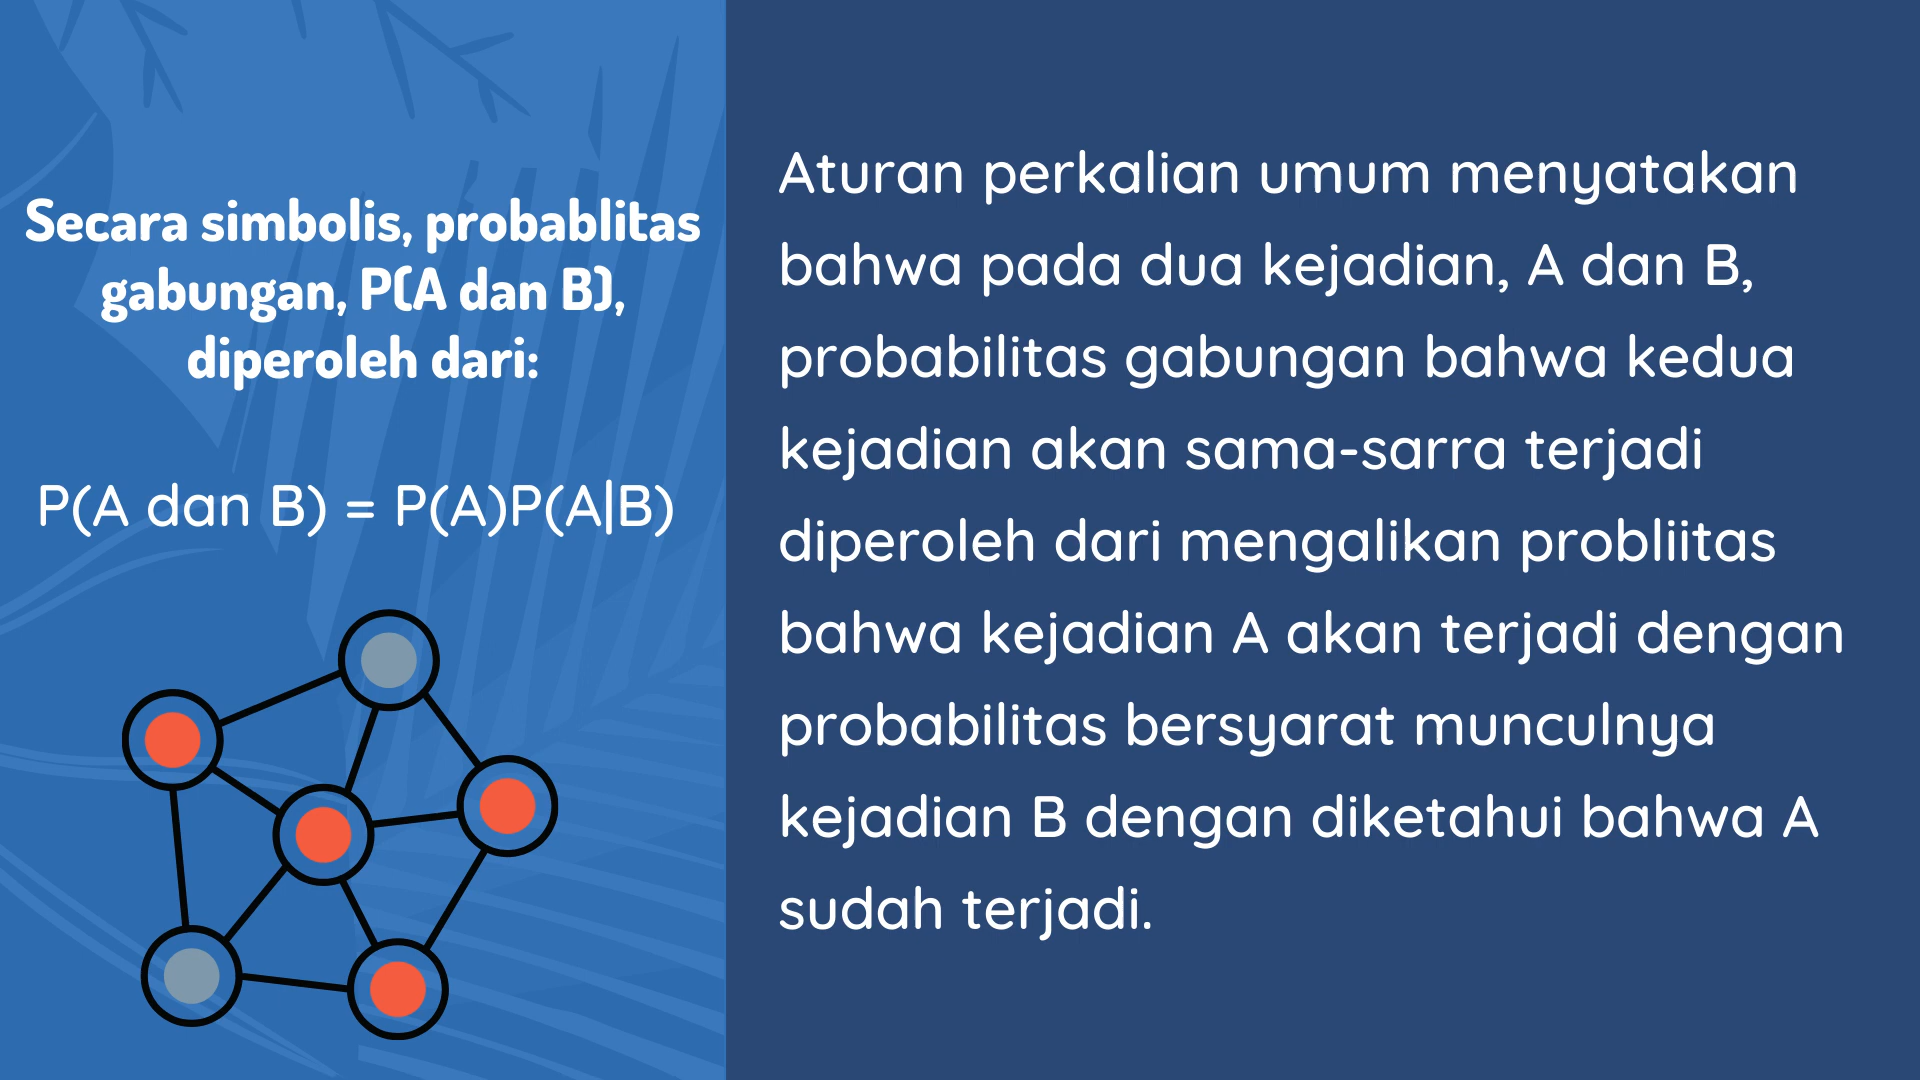 Secara simbolis, probablitas
gabungan, P(A dan B),
diperoleh dari:
P(A dan B) = P(A)P(A|B)
Aturan perkalian umum menyatakan
bahwa pada dua kejadian, A dan B,
probabilitas gabungan bahwa kedua
kejadian akan sama-sarra terjadi
diperoleh dari mengalikan probliitas
bahwa kejadian A akan terjadi dengan
probabilitas bersyarat munculnya
kejadian B dengan diketahui bahwa A
sudah terjadi.